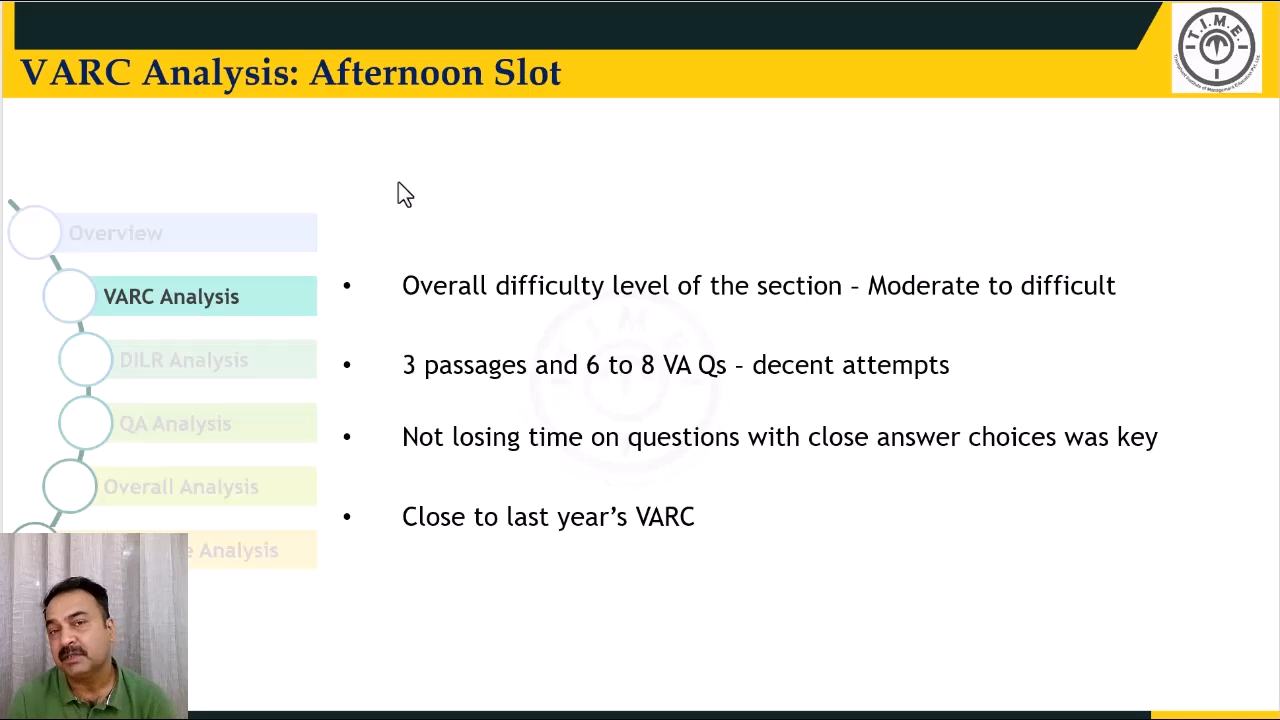 VARC Analysis: Afternoon Slot
T.I.M.E.
Overview
VARC Analysis
DILR Analysis
QA Analysis
Overall Analysis
e Analysis
• Overall difficulty level of the section – Moderate to difficult
• 3 passages and 6 to 8 VA Qs – decent attempts
• Not losing time on questions with close answer choices was key
• Close to last year’s VARC